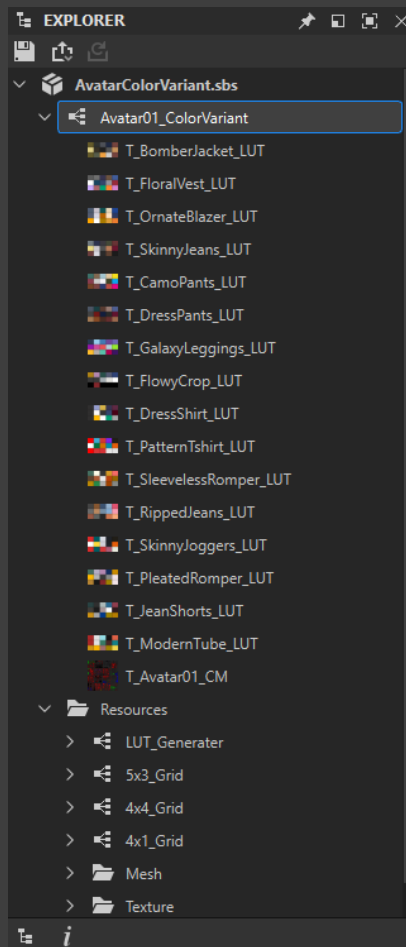 EXPLORER
AvatarColorVariant.sbs
Avatar01_ColorVariant
T_BomberJacket_LUT
T_FloralVest_LUT
T_OrnateBlazer_LUT
T_SkinnyJeans_LUT
T_CamoPants_LUT
T_DressPants_LUT
T_GalaxyLeggings_LUT
T_FlowyCrop_LUT
T_DressShirt_LUT
T_PatternTshirt_LUT
T_SleevelessRomper_LUT
T_RippedJeans_LUT
T_SkinnyJoggers_LUT
T_PleatedRomper_LUT
T_JeanShorts_LUT
T_ModernTube_LUT
T_Avatar01_CM
Resources
LUT_Generater
5x3_Grid
4x4_Grid
4x1_Grid
Mesh
Texture